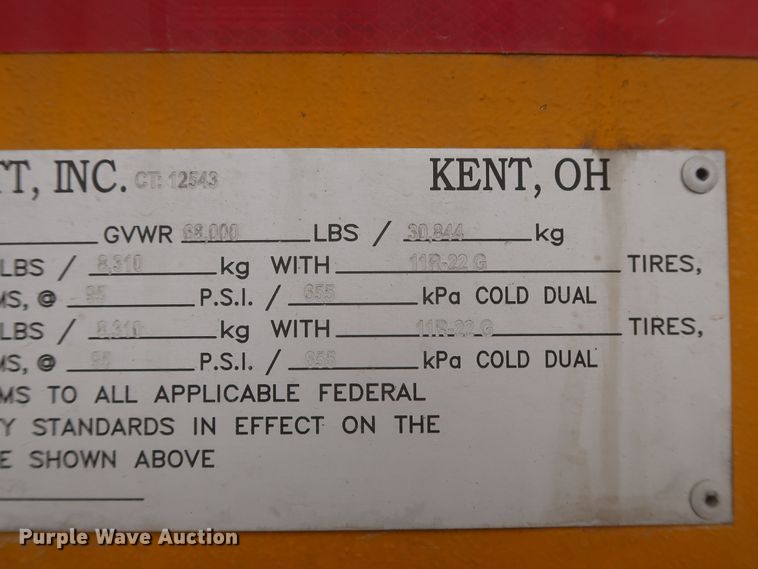 TT, INC. CT: 12543 KENT, OH
GVWR 68,000 LBS / 30,844 kg
LBS / 8,310 kg WITH 11R-22 G TIRES,
MS, @ 95 P.S.I. / 655 kPa COLD DUAL
LBS / 8,310 kg WITH 11R-22 G TIRES,
MS, @ 95 P.S.I. / 655 kPa COLD DUAL
MS TO ALL APPLICABLE FEDERAL
Y STANDARDS IN EFFECT ON THE
E SHOWN ABOVE
Purple Wave Auction